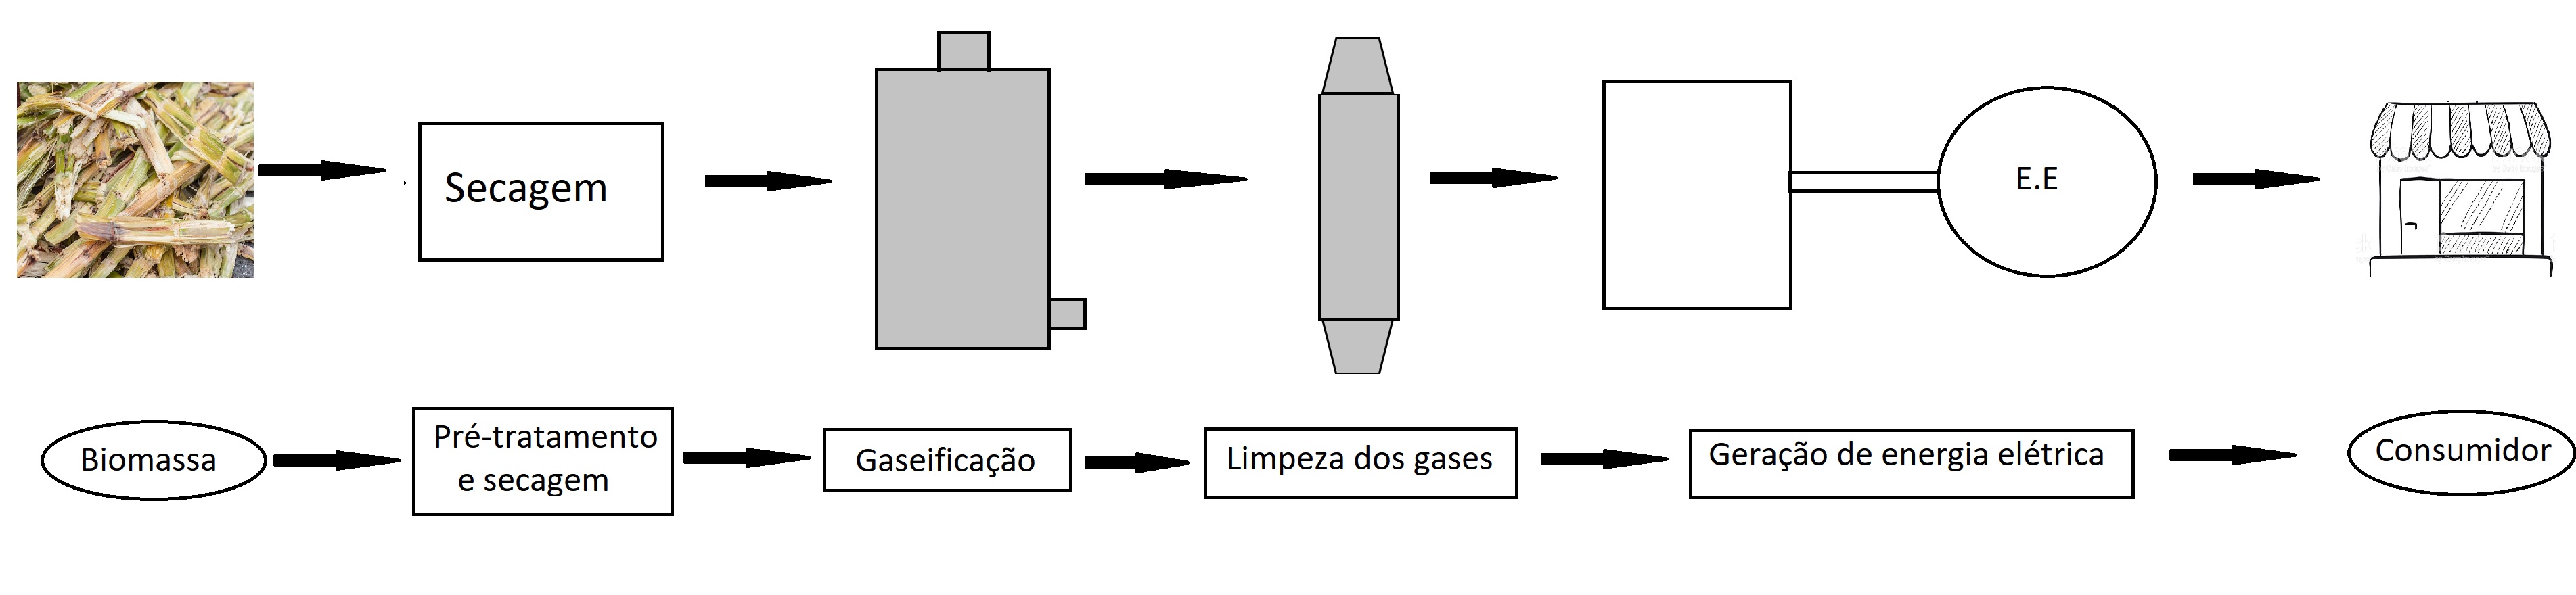 Secagem
E.E
Biomassa
Pré-tratamento
e secagem
Gaseificação
Limpeza dos gases
Geração de energia elétrica
Consumidor